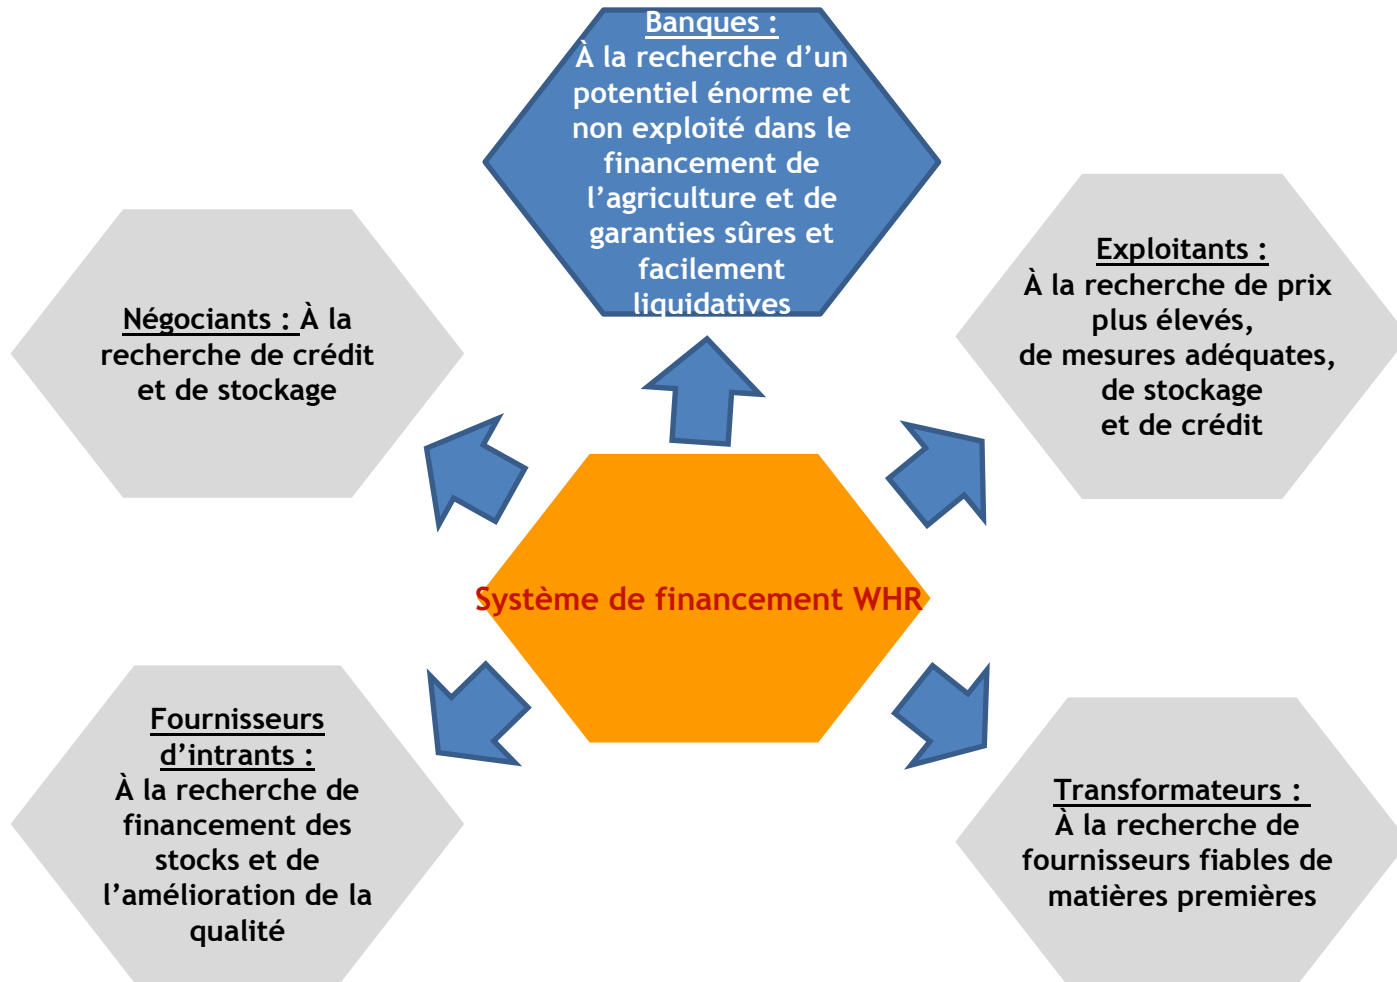 Banques :
À la recherche d’un
potentiel énorme et
non exploité dans le
financement de
l’agriculture et de
garanties sûres et
facilement
liquidatives
Négociants : À la
recherche de crédit
et de stockage
Exploitants :
À la recherche de prix
plus élevés,
de mesures adéquates,
de stockage
et de crédit
Système de financement WHR
Fournisseurs
d’intrants :
À la recherche de
financement des
stocks et de
l’amélioration de la
qualité
Transformateurs :
À la recherche de
fournisseurs fiables de
matières premières